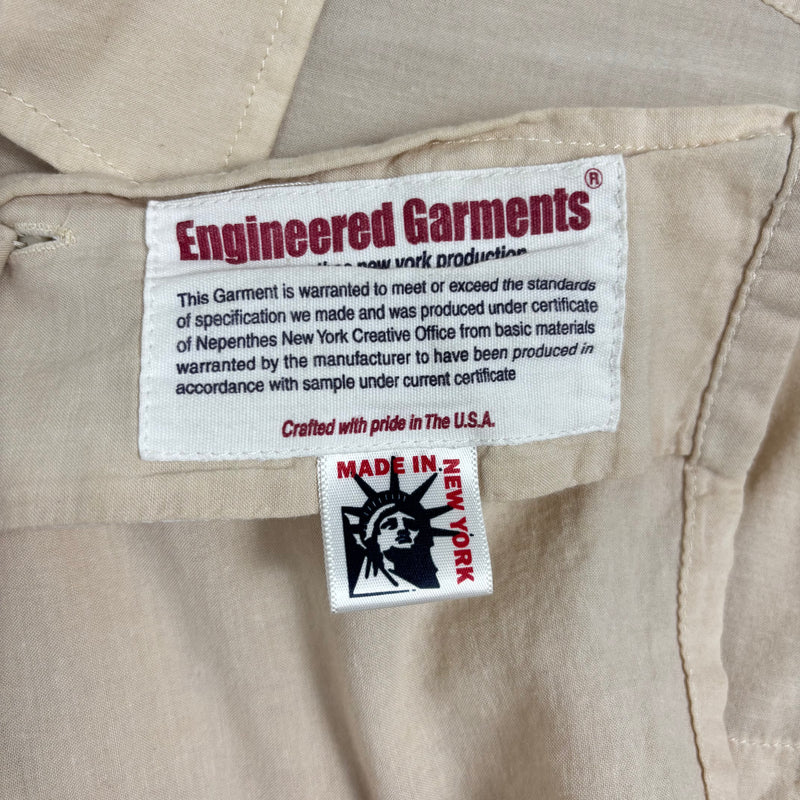 Engineered Garments®
new york production
This Garment is warranted to meet or exceed the standards
of specification we made and was produced under certificate
of Nepenthes New York Creative Office from basic materials
warranted by the manufacturer to have been produced in
accordance with sample under current certificate
Crafted with pride in The U.S.A.
MADE IN
NEW YORK